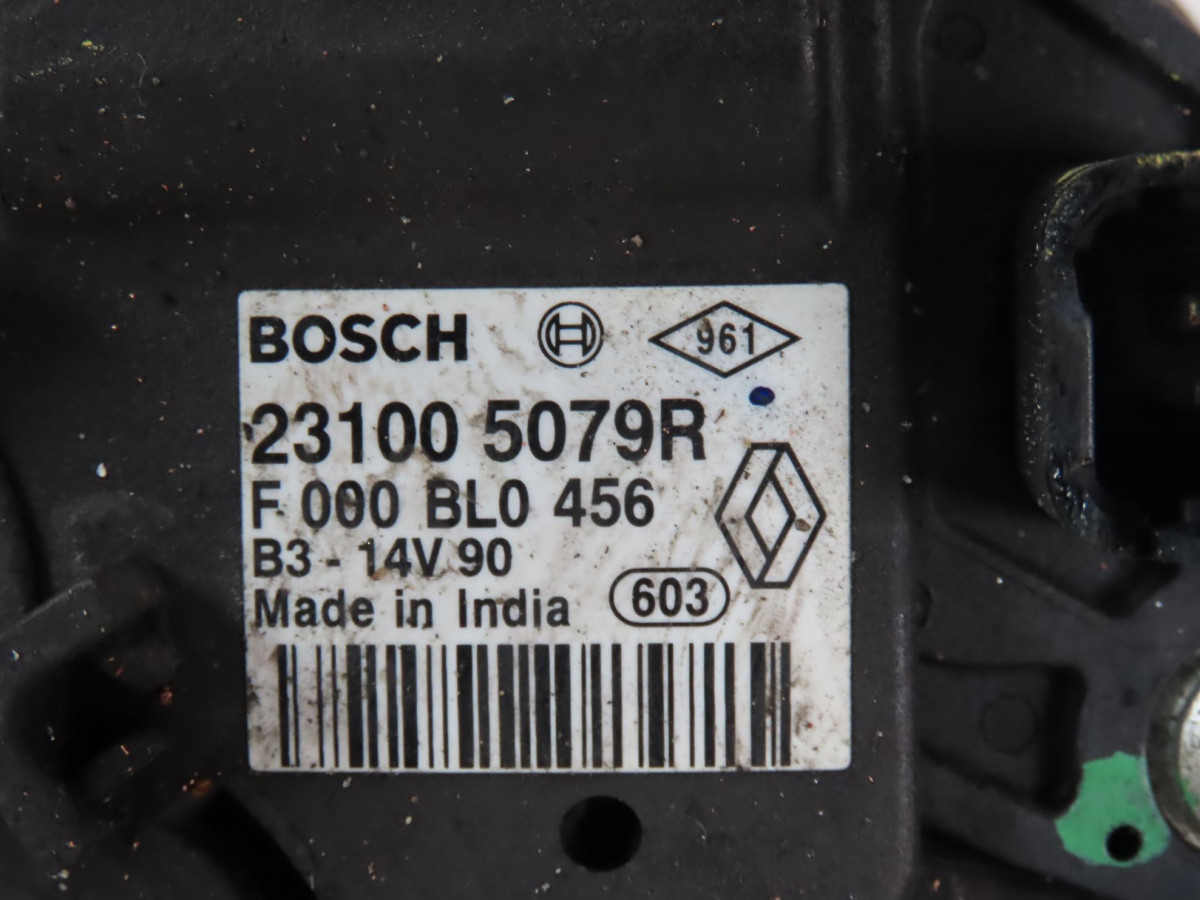 BOSCH 961
23100 5079R
F 000 BL0 456
B3 - 14V 90
Made in India 603